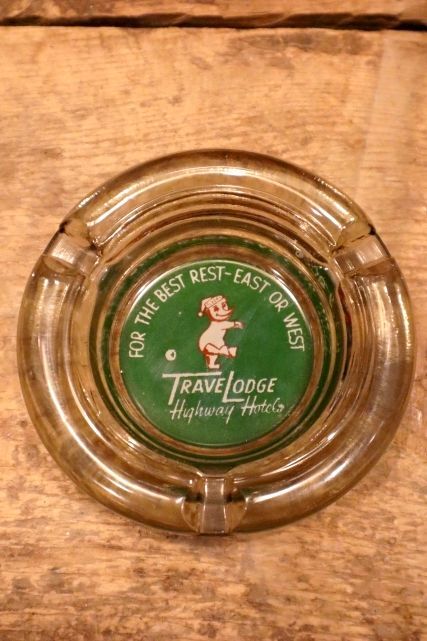 FOR THE BEST REST-EAST OR WEST
TRAVELODGE
Highway Hotels